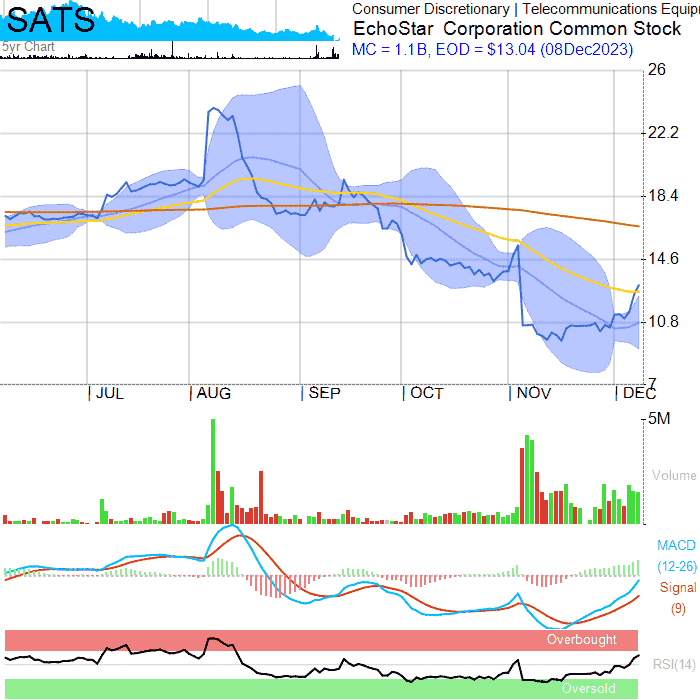 SATS
5yr Chart
Consumer Discretionary | Telecommunications Equip
EchoStar Corporation Common Stock
MC = 1.1B, EOD = $13.04 (08Dec2023)
26
22.2
18.4
14.6
10.8
7
JUL AUG SEP OCT NOV DEC
5M
Volume
MACD
(12-26)
Signal
(9)
Overbought
RSI(14)
Oversold